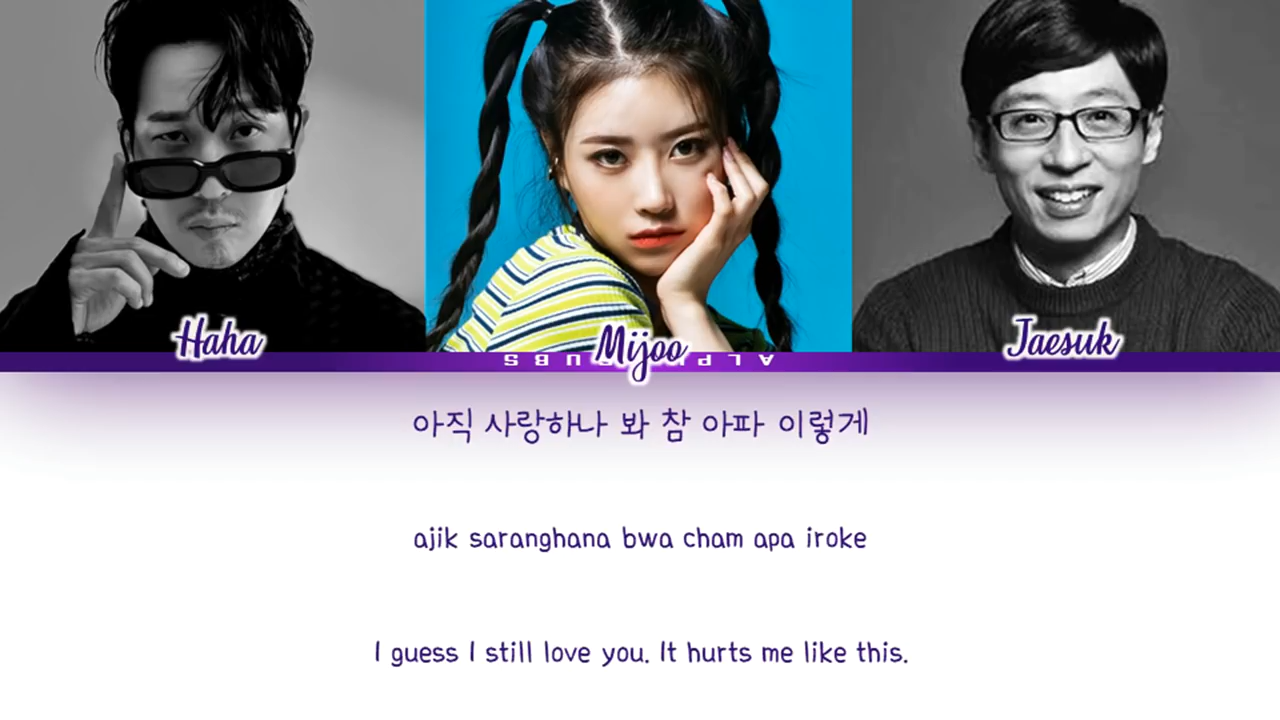 Haha
Mijoo
Jaesuk
아직 사랑하나 봐 참 아파 이렇게
ajik saranghana bwa cham apa iroke
I guess I still love you. It hurts me like this.